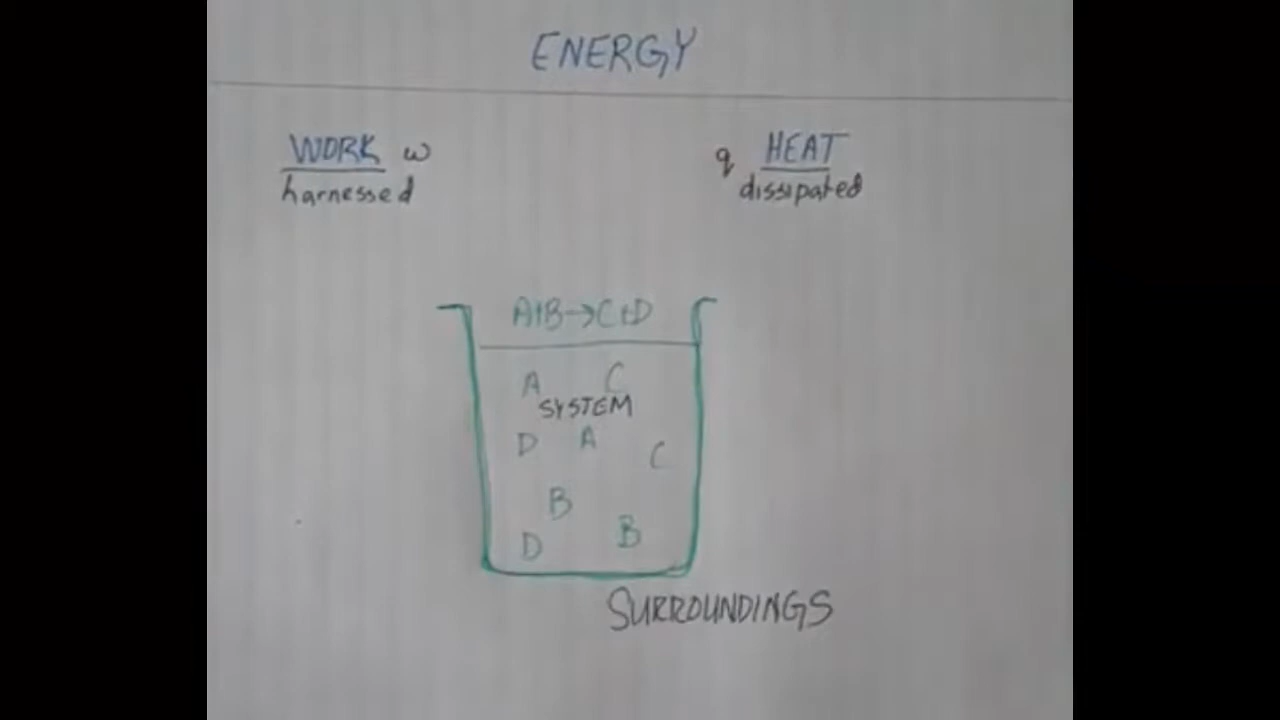 ENERGY
WORK w
harnessed
q HEAT
dissipated
A+B→C+D
A C
SYSTEM
D A
C
B
B
D
SURROUNDINGS